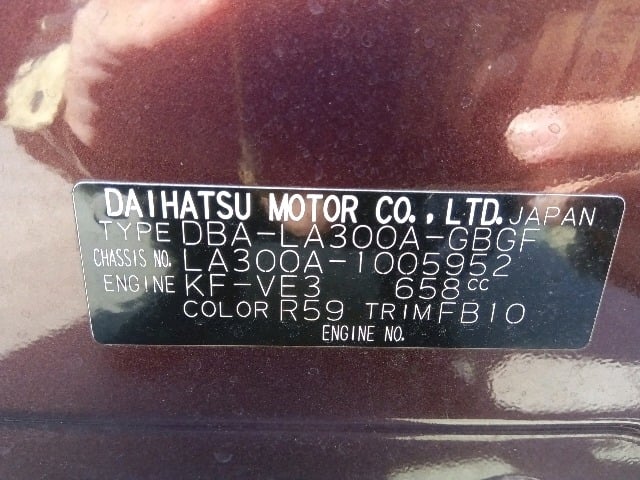 DAIHATSU MOTOR CO., LTD. JAPAN
TYPE DBA-LA300A-GBGF
CHASSIS NO. LA300A-1005952
ENGINE KF-VE3 658cc
COLOR R59 TRIM FB10
ENGINE NO.